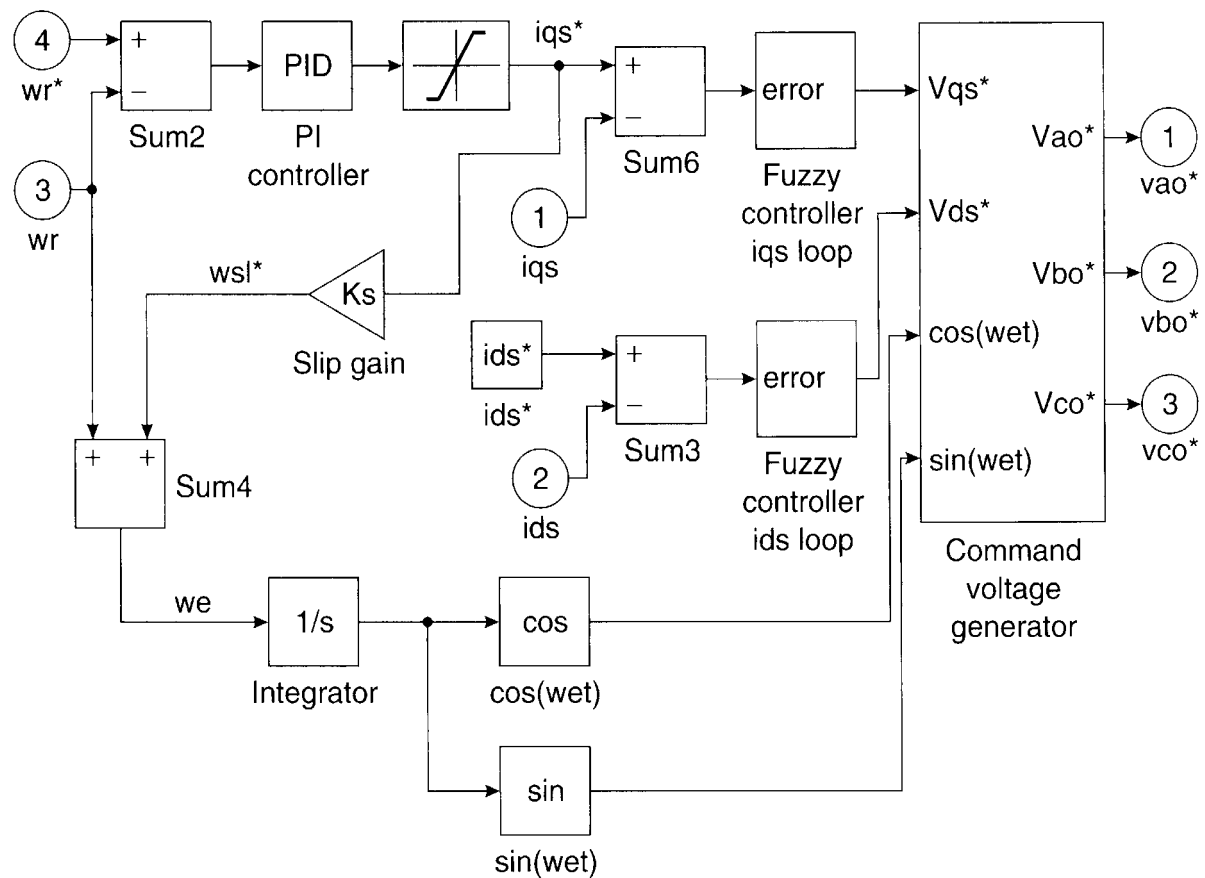 4
wr*
+
−
Sum2
PID
PI
controller
iqs*
+
−
Sum6
error
Fuzzy
controller
iqs loop
Vqs*
Vds*
cos(wet)
sin(wet)
Vao*
Vbo*
Vco*
Command
voltage
generator
1
vao*
2
vbo*
3
vco*
3
wr
1
iqs
wsl*
Ks
Slip gain
ids*
ids*
+
−
Sum3
2
ids
error
Fuzzy
controller
ids loop
+ +
Sum4
we
1/s
Integrator
cos
cos(wet)
sin
sin(wet)